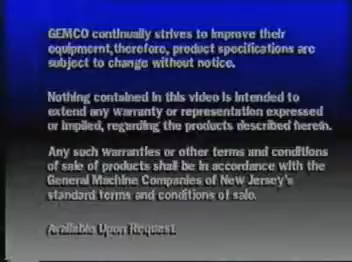 GEMCO continually strives to improve their
equipmemt,therefore, product specifications are
subject to change without notice.
Nothing contained in this video is intended to
extend any warranty or representation expressed
or implied, regarding the products described herein.
Any such warranties or other terms and conditions
of sale of products shall be in accordance with the
General Machine Companies of New Jersey's
standard terms and conditions of sale.
Available Upon Request